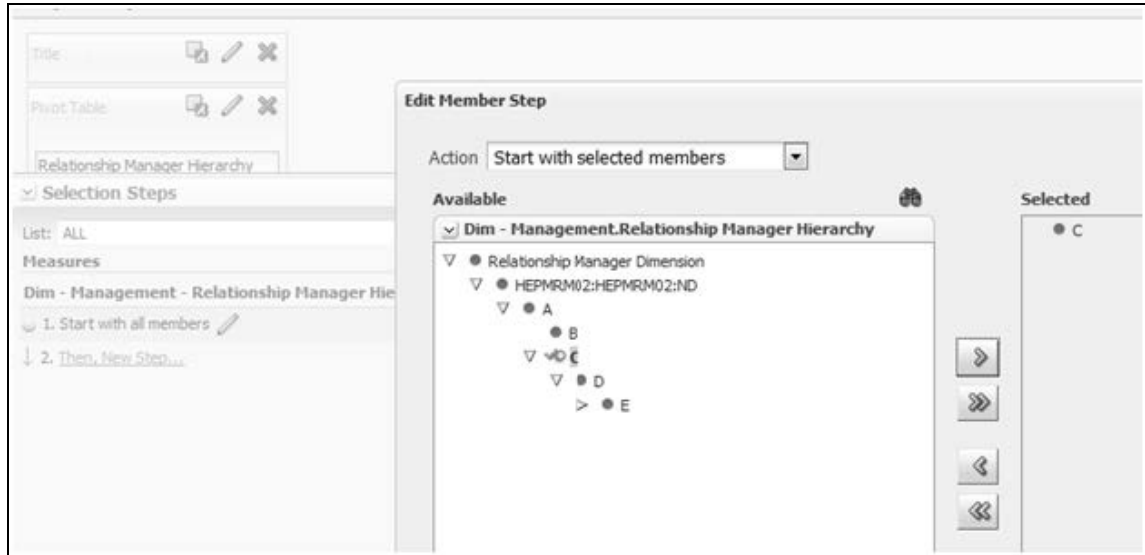 Title
Pivot Table
Relationship Manager Hierarchy
Selection Steps
List: ALL
Measures
Dim - Management - Relationship Manager Hie
1. Start with all members
2. Then, New Step...
Edit Member Step
Action Start with selected members
Available
Dim - Management.Relationship Manager Hierarchy
Relationship Manager Dimension
HEPMRM02:HEPMRM02:ND
A
B
C
D
E
Selected
C